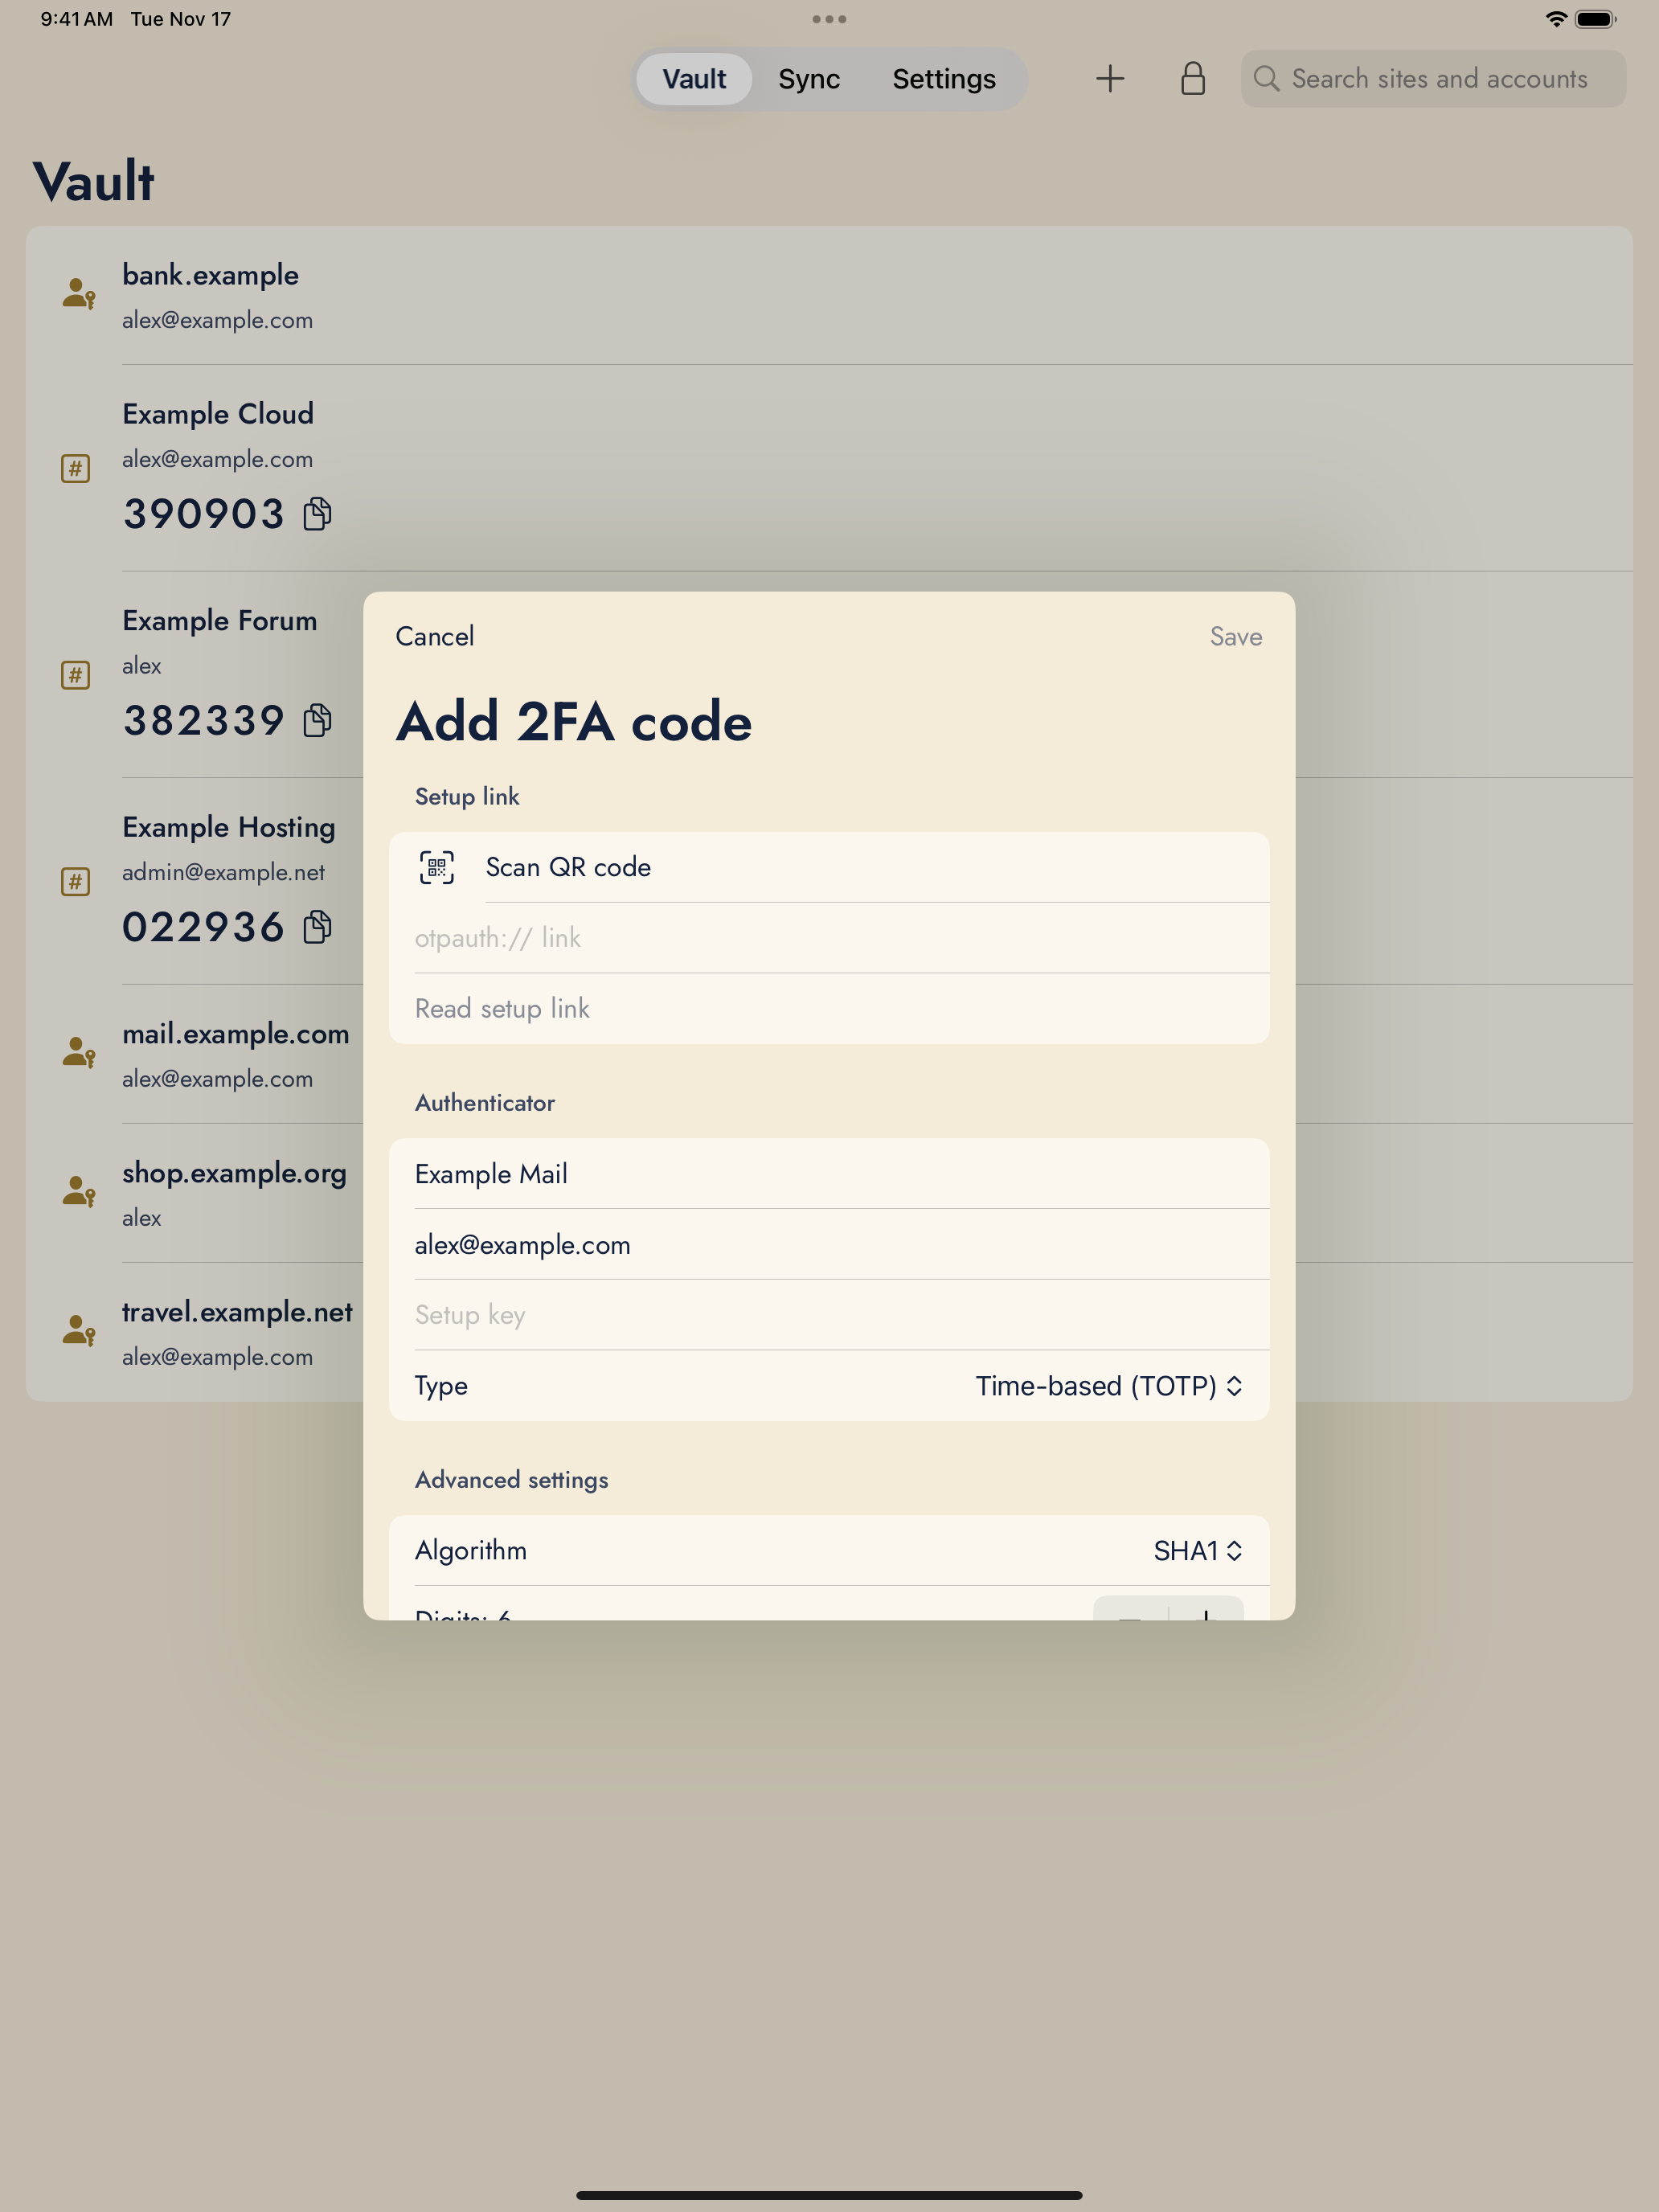 9:41 AM Tue Nov 17
Vault Sync Settings Search sites and accounts
Vault
bank.example
alex@example.com
Example Cloud
alex@example.com
390903
Example Forum
alex
382339
Example Hosting
admin@example.net
022936
mail.example.com
alex@example.com
shop.example.org
alex
travel.example.net
alex@example.com
Cancel Save
Add 2FA code
Setup link
Scan QR code
otpauth:// link
Read setup link
Authenticator
Example Mail
alex@example.com
Setup key
Type Time-based (TOTP)
Advanced settings
Algorithm SHA1
Digits: 6